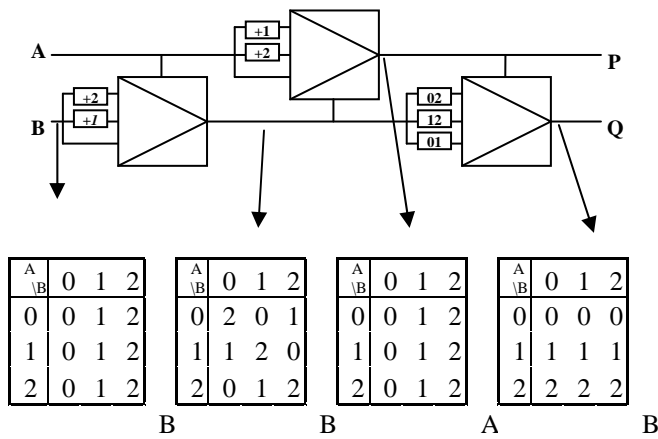 +1
A +2 P
+2 02
B +1 12 Q
01
A \B 0 1 2 A \B 0 1 2 A \B 0 1 2 A \B 0 1 2
0 0 1 2 0 2 0 1 0 0 1 2 0 0 0 0
1 0 1 2 1 1 2 0 1 0 1 2 1 1 1 1
2 0 1 2 2 0 1 2 2 0 1 2 2 2 2 2
B B A B